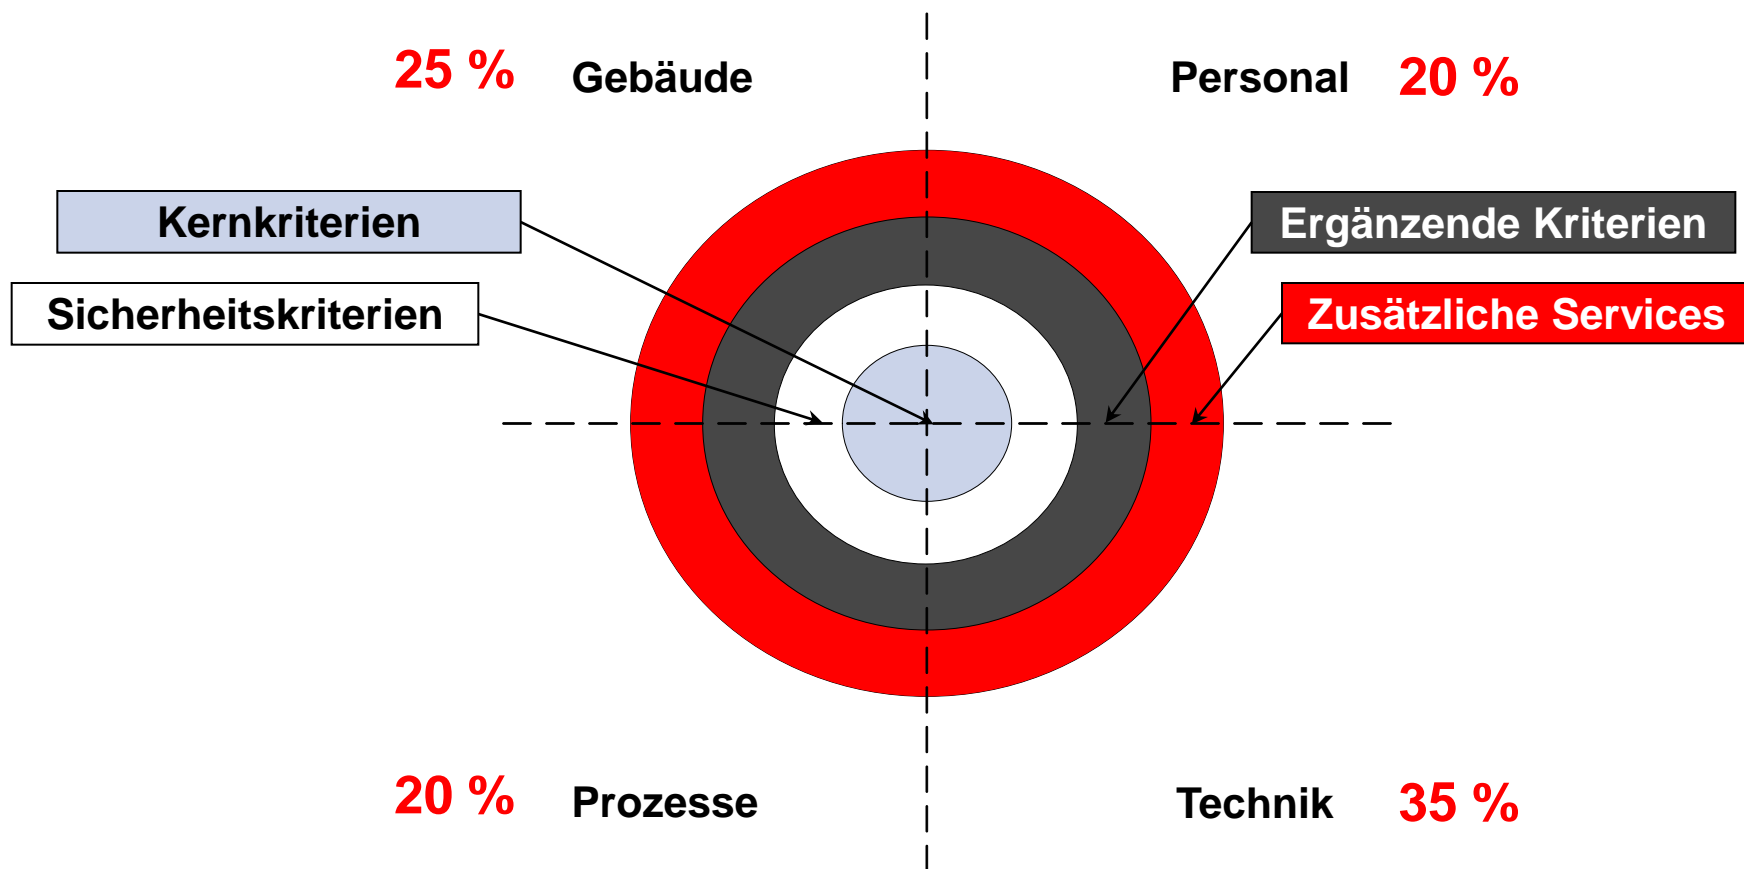 25 % Gebäude
Personal 20 %
Kernkriterien
Ergänzende Kriterien
Sicherheitskriterien
Zusätzliche Services
20 % Prozesse
Technik 35 %